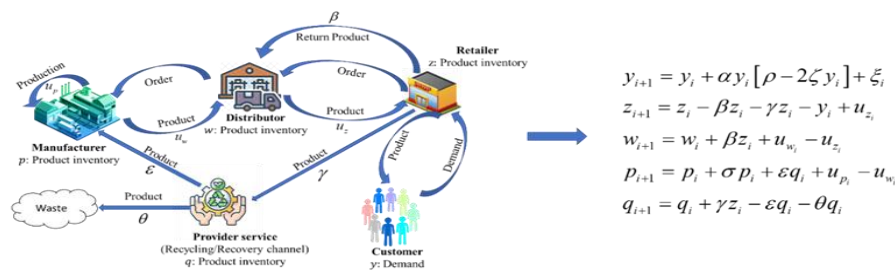 β
Return Product
Retailer
z: Product inventory
Production
u_p
Order
Order
SHOP
Product
u_w
Distributor
w: Product inventory
Product
u_z
Manufacturer
p: Product inventory
Product
ε
Product
γ
Product
Demand
Waste
Product
θ
Provider service
(Recycling/Recovery channel)
q: Product inventory
Customer
y: Demand
y_{i+1} = y_i + αy_i[ρ − 2ζy_i] + ξ_i
z_{i+1} = z_i − βz_i − γz_i − y_i + u_{z_i}
w_{i+1} = w_i + βz_i + u_{w_i} − u_{z_i}
p_{i+1} = p_i + σp_i + εq_i + u_{p_i} − u_{w_i}
q_{i+1} = q_i + γz_i − εq_i − θq_i